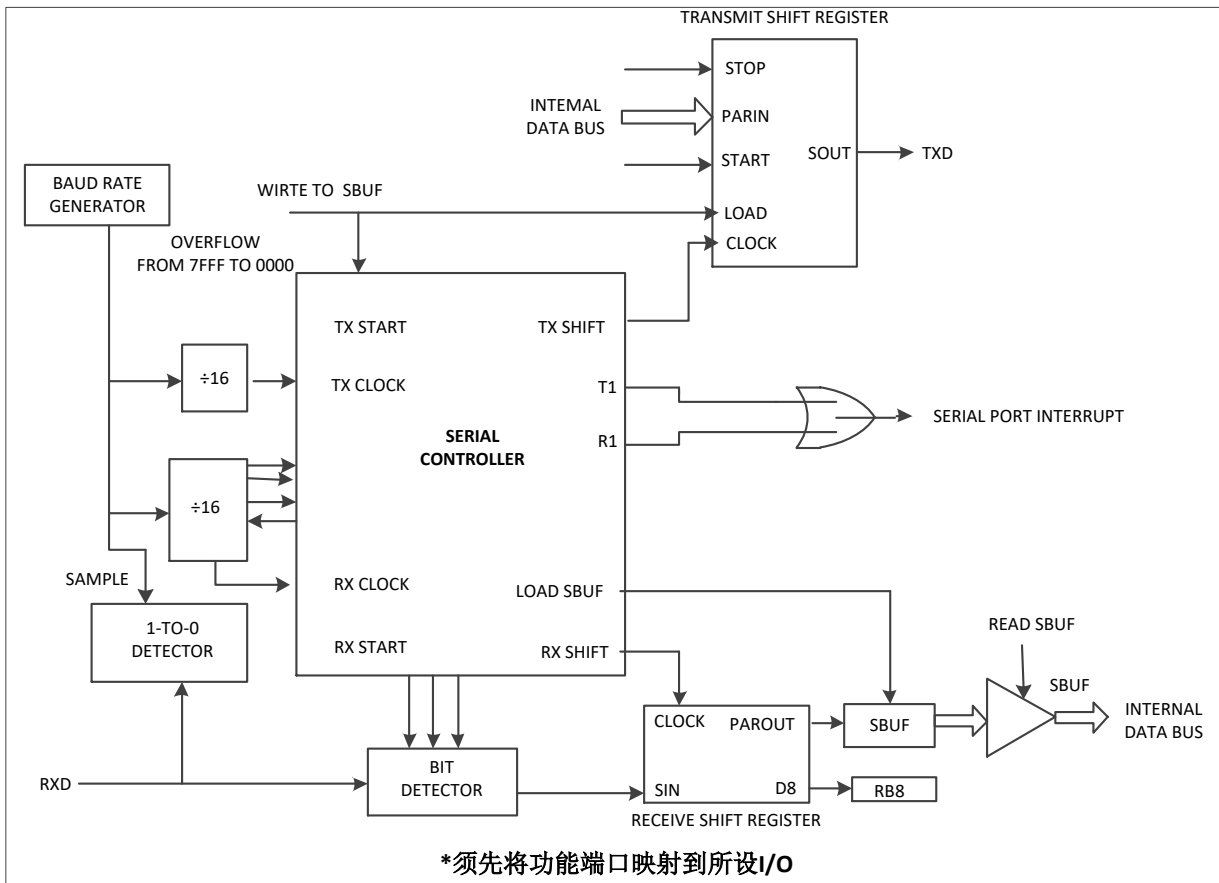 TRANSMIT SHIFT REGISTER
STOP
INTEMAL
DATA BUS
PARIN
START
SOUT
TXD
LOAD
CLOCK
BAUD RATE
GENERATOR
WIRTE TO SBUF
OVERFLOW
FROM 7FFF TO 0000
TX START
TX SHIFT
÷16
TX CLOCK
T1
SERIAL PORT INTERRUPT
SERIAL
CONTROLLER
R1
÷16
SAMPLE
RX CLOCK
LOAD SBUF
1-TO-0
DETECTOR
RX START
RX SHIFT
READ SBUF
SBUF
CLOCK
PAROUT
SBUF
INTERNAL
DATA BUS
RXD
BIT
DETECTOR
SIN
D8
RB8
RECEIVE SHIFT REGISTER
*须先将功能端口映射到所设I/O